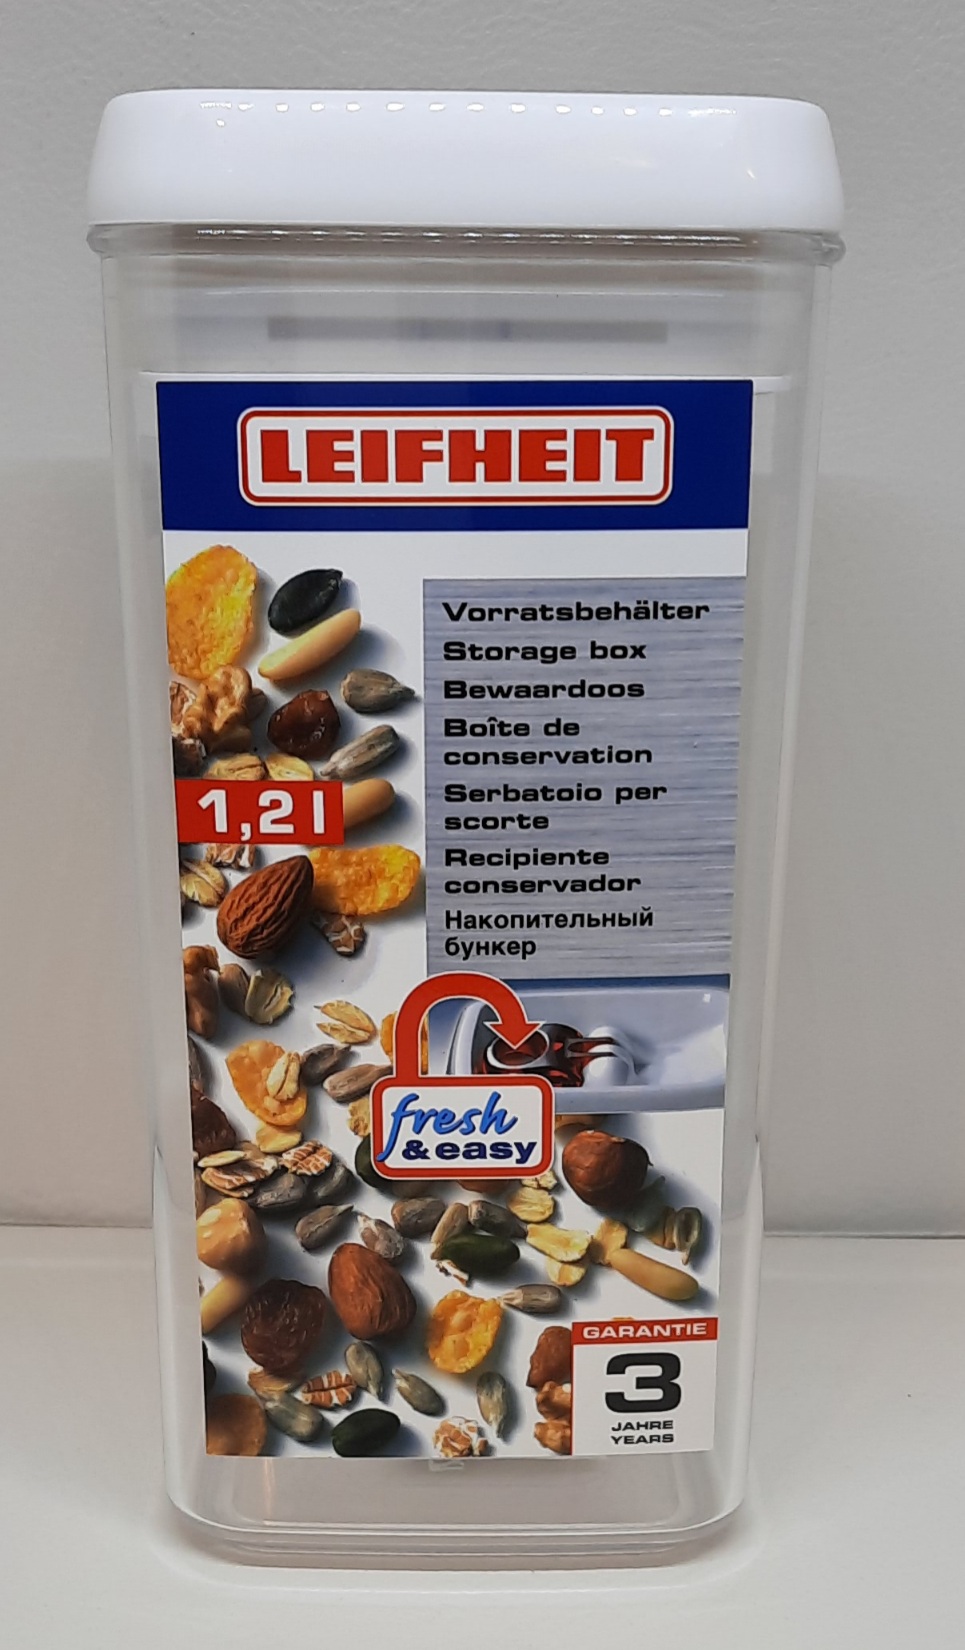 LEIFHEIT
Vorratsbehälter
Storage box
Bewaardoos
Boîte de
conservation
Serbatoio per
scorte
Recipiente
conservador
Накопительный
бункер
1,2 l
fresh
& easy
GARANTIE
3
JAHRE
YEARS